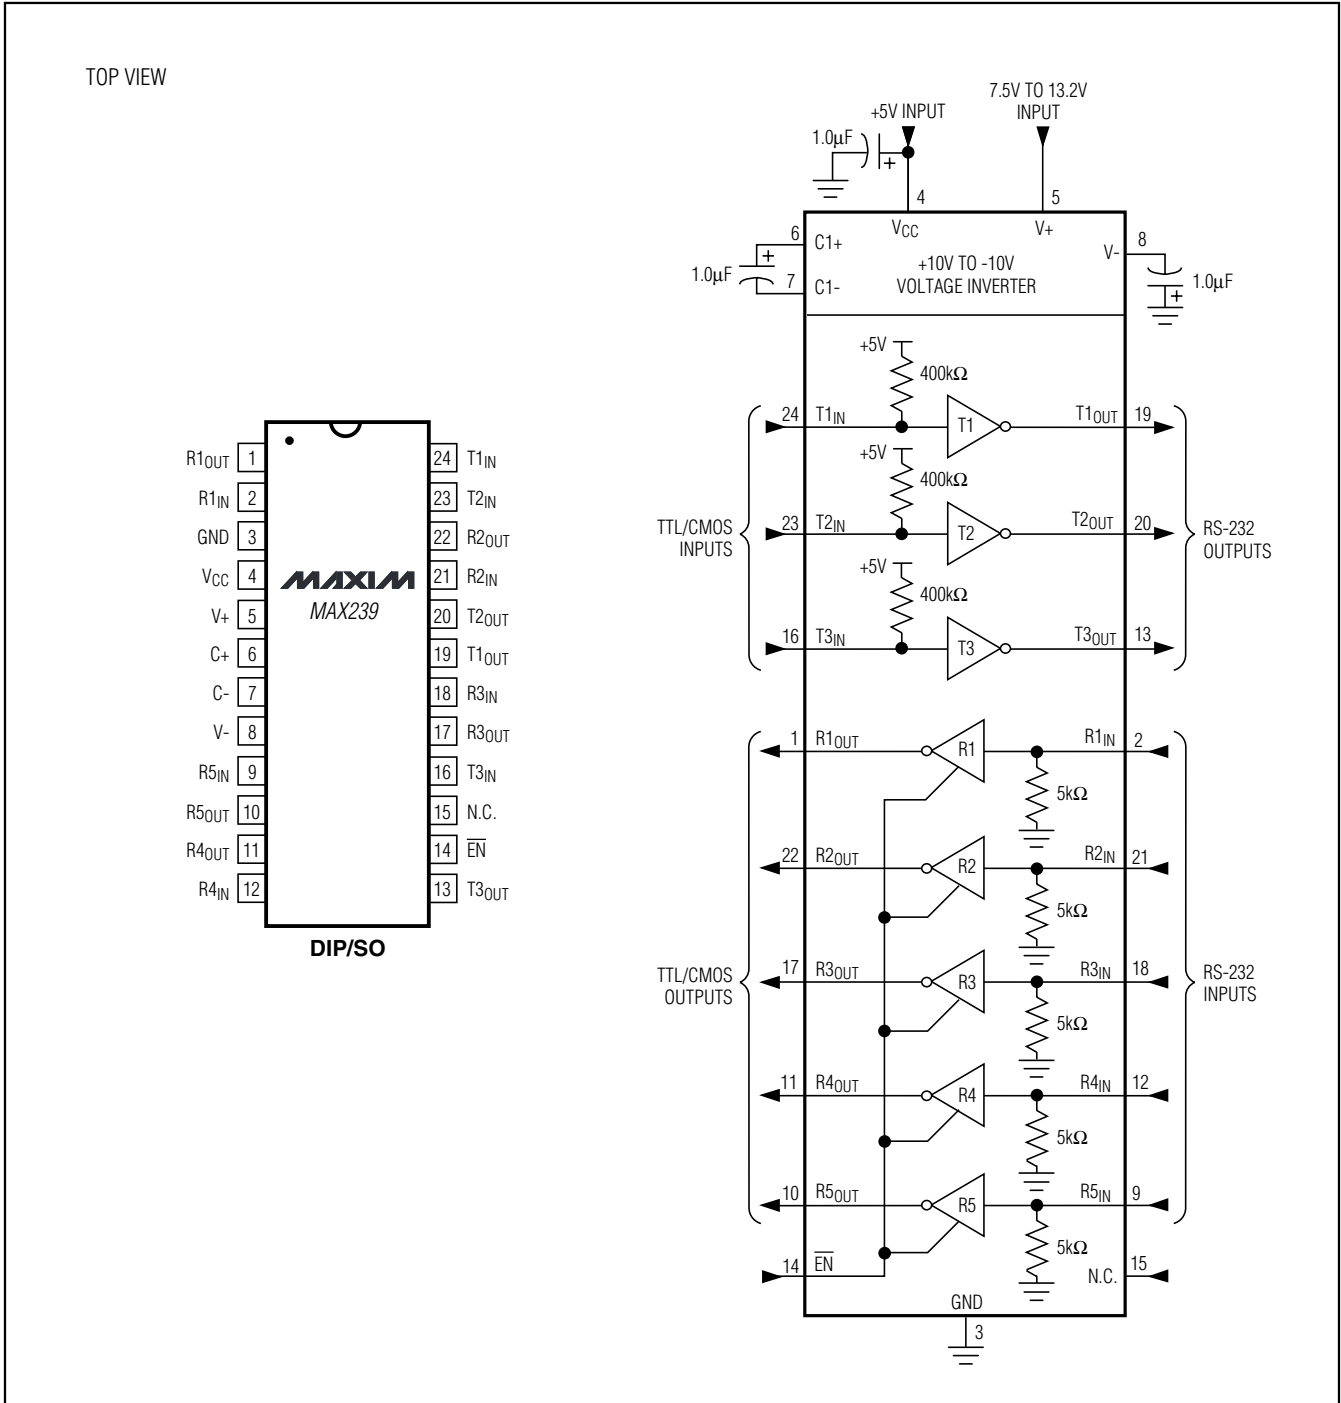 TOP VIEW
R1OUT 1
R1IN 2
GND 3
VCC 4
V+ 5
C+ 6
C- 7
V- 8
R5IN 9
R5OUT 10
R4OUT 11
R4IN 12
MAXIM
MAX239
24 T1IN
23 T2IN
22 R2OUT
21 R2IN
20 T2OUT
19 T1OUT
18 R3IN
17 R3OUT
16 T3IN
15 N.C.
14 EN
13 T3OUT
DIP/SO
+5V INPUT
7.5V TO 13.2V
INPUT
1.0µF
+
4
5
VCC
V+
6 C1+
+
1.0µF
7 C1-
+10V TO -10V
VOLTAGE INVERTER
V- 8
1.0µF
+
+5V
400kΩ
24 T1IN
T1
T1OUT 19
+5V
400kΩ
TTL/CMOS
INPUTS
23 T2IN
T2
T2OUT 20
RS-232
OUTPUTS
+5V
400kΩ
16 T3IN
T3
T3OUT 13
1 R1OUT
R1
R1IN 2
5kΩ
22 R2OUT
R2
R2IN 21
5kΩ
TTL/CMOS
OUTPUTS
17 R3OUT
R3
R3IN 18
RS-232
INPUTS
5kΩ
11 R4OUT
R4
R4IN 12
5kΩ
10 R5OUT
R5
R5IN 9
5kΩ
14 EN
N.C. 15
GND
3